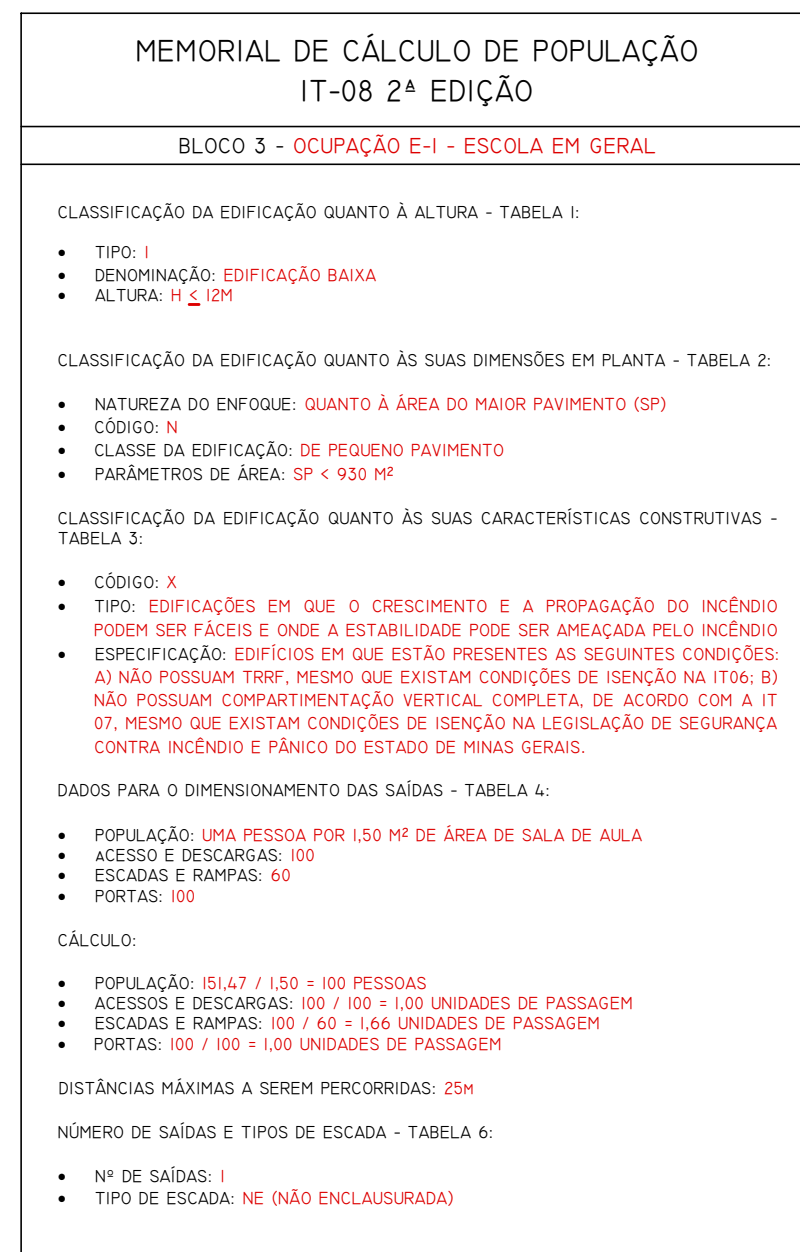 MEMORIAL DE CÁLCULO DE POPULAÇÃO
IT-08 2ª EDIÇÃO
BLOCO 3 - OCUPAÇÃO E-1 - ESCOLA EM GERAL
CLASSIFICAÇÃO DA EDIFICAÇÃO QUANTO À ALTURA - TABELA 1:
• TIPO: I
• DENOMINAÇÃO: EDIFICAÇÃO BAIXA
• ALTURA: H ≤ 12M
CLASSIFICAÇÃO DA EDIFICAÇÃO QUANTO ÀS SUAS DIMENSÕES EM PLANTA - TABELA 2:
• NATUREZA DO ENFOQUE: QUANTO À ÁREA DO MAIOR PAVIMENTO (SP)
• CÓDIGO: N
• CLASSE DA EDIFICAÇÃO: DE PEQUENO PAVIMENTO
• PARÂMETROS DE ÁREA: SP < 930 M²
CLASSIFICAÇÃO DA EDIFICAÇÃO QUANTO ÀS SUAS CARACTERÍSTICAS CONSTRUTIVAS -
TABELA 3:
• CÓDIGO: X
• TIPO: EDIFICAÇÕES EM QUE O CRESCIMENTO E A PROPAGAÇÃO DO INCÊNDIO
PODEM SER FÁCEIS E ONDE A ESTABILIDADE PODE SER AMEAÇADA PELO INCÊNDIO
• ESPECIFICAÇÃO: EDIFÍCIOS EM QUE ESTÃO PRESENTES AS SEGUINTES CONDIÇÕES:
A) NÃO POSSUAM TRRF, MESMO QUE EXISTAM CONDIÇÕES DE ISENÇÃO NA IT06; B)
NÃO POSSUAM COMPARTIMENTAÇÃO VERTICAL COMPLETA, DE ACORDO COM A IT
07, MESMO QUE EXISTAM CONDIÇÕES DE ISENÇÃO NA LEGISLAÇÃO DE SEGURANÇA
CONTRA INCÊNDIO E PÂNICO DO ESTADO DE MINAS GERAIS.
DADOS PARA O DIMENSIONAMENTO DAS SAÍDAS - TABELA 4:
• POPULAÇÃO: UMA PESSOA POR 1,50 M² DE ÁREA DE SALA DE AULA
• ACESSO E DESCARGAS: 100
• ESCADAS E RAMPAS: 60
• PORTAS: 100
CÁLCULO:
• POPULAÇÃO: 151,47 / 1,50 = 100 PESSOAS
• ACESSOS E DESCARGAS: 100 / 100 = 1,00 UNIDADES DE PASSAGEM
• ESCADAS E RAMPAS: 100 / 60 = 1,66 UNIDADES DE PASSAGEM
• PORTAS: 100 / 100 = 1,00 UNIDADES DE PASSAGEM
DISTÂNCIAS MÁXIMAS A SEREM PERCORRIDAS: 25M
NÚMERO DE SAÍDAS E TIPOS DE ESCADA - TABELA 6:
• Nº DE SAÍDAS: 1
• TIPO DE ESCADA: NE (NÃO ENCLAUSURADA)